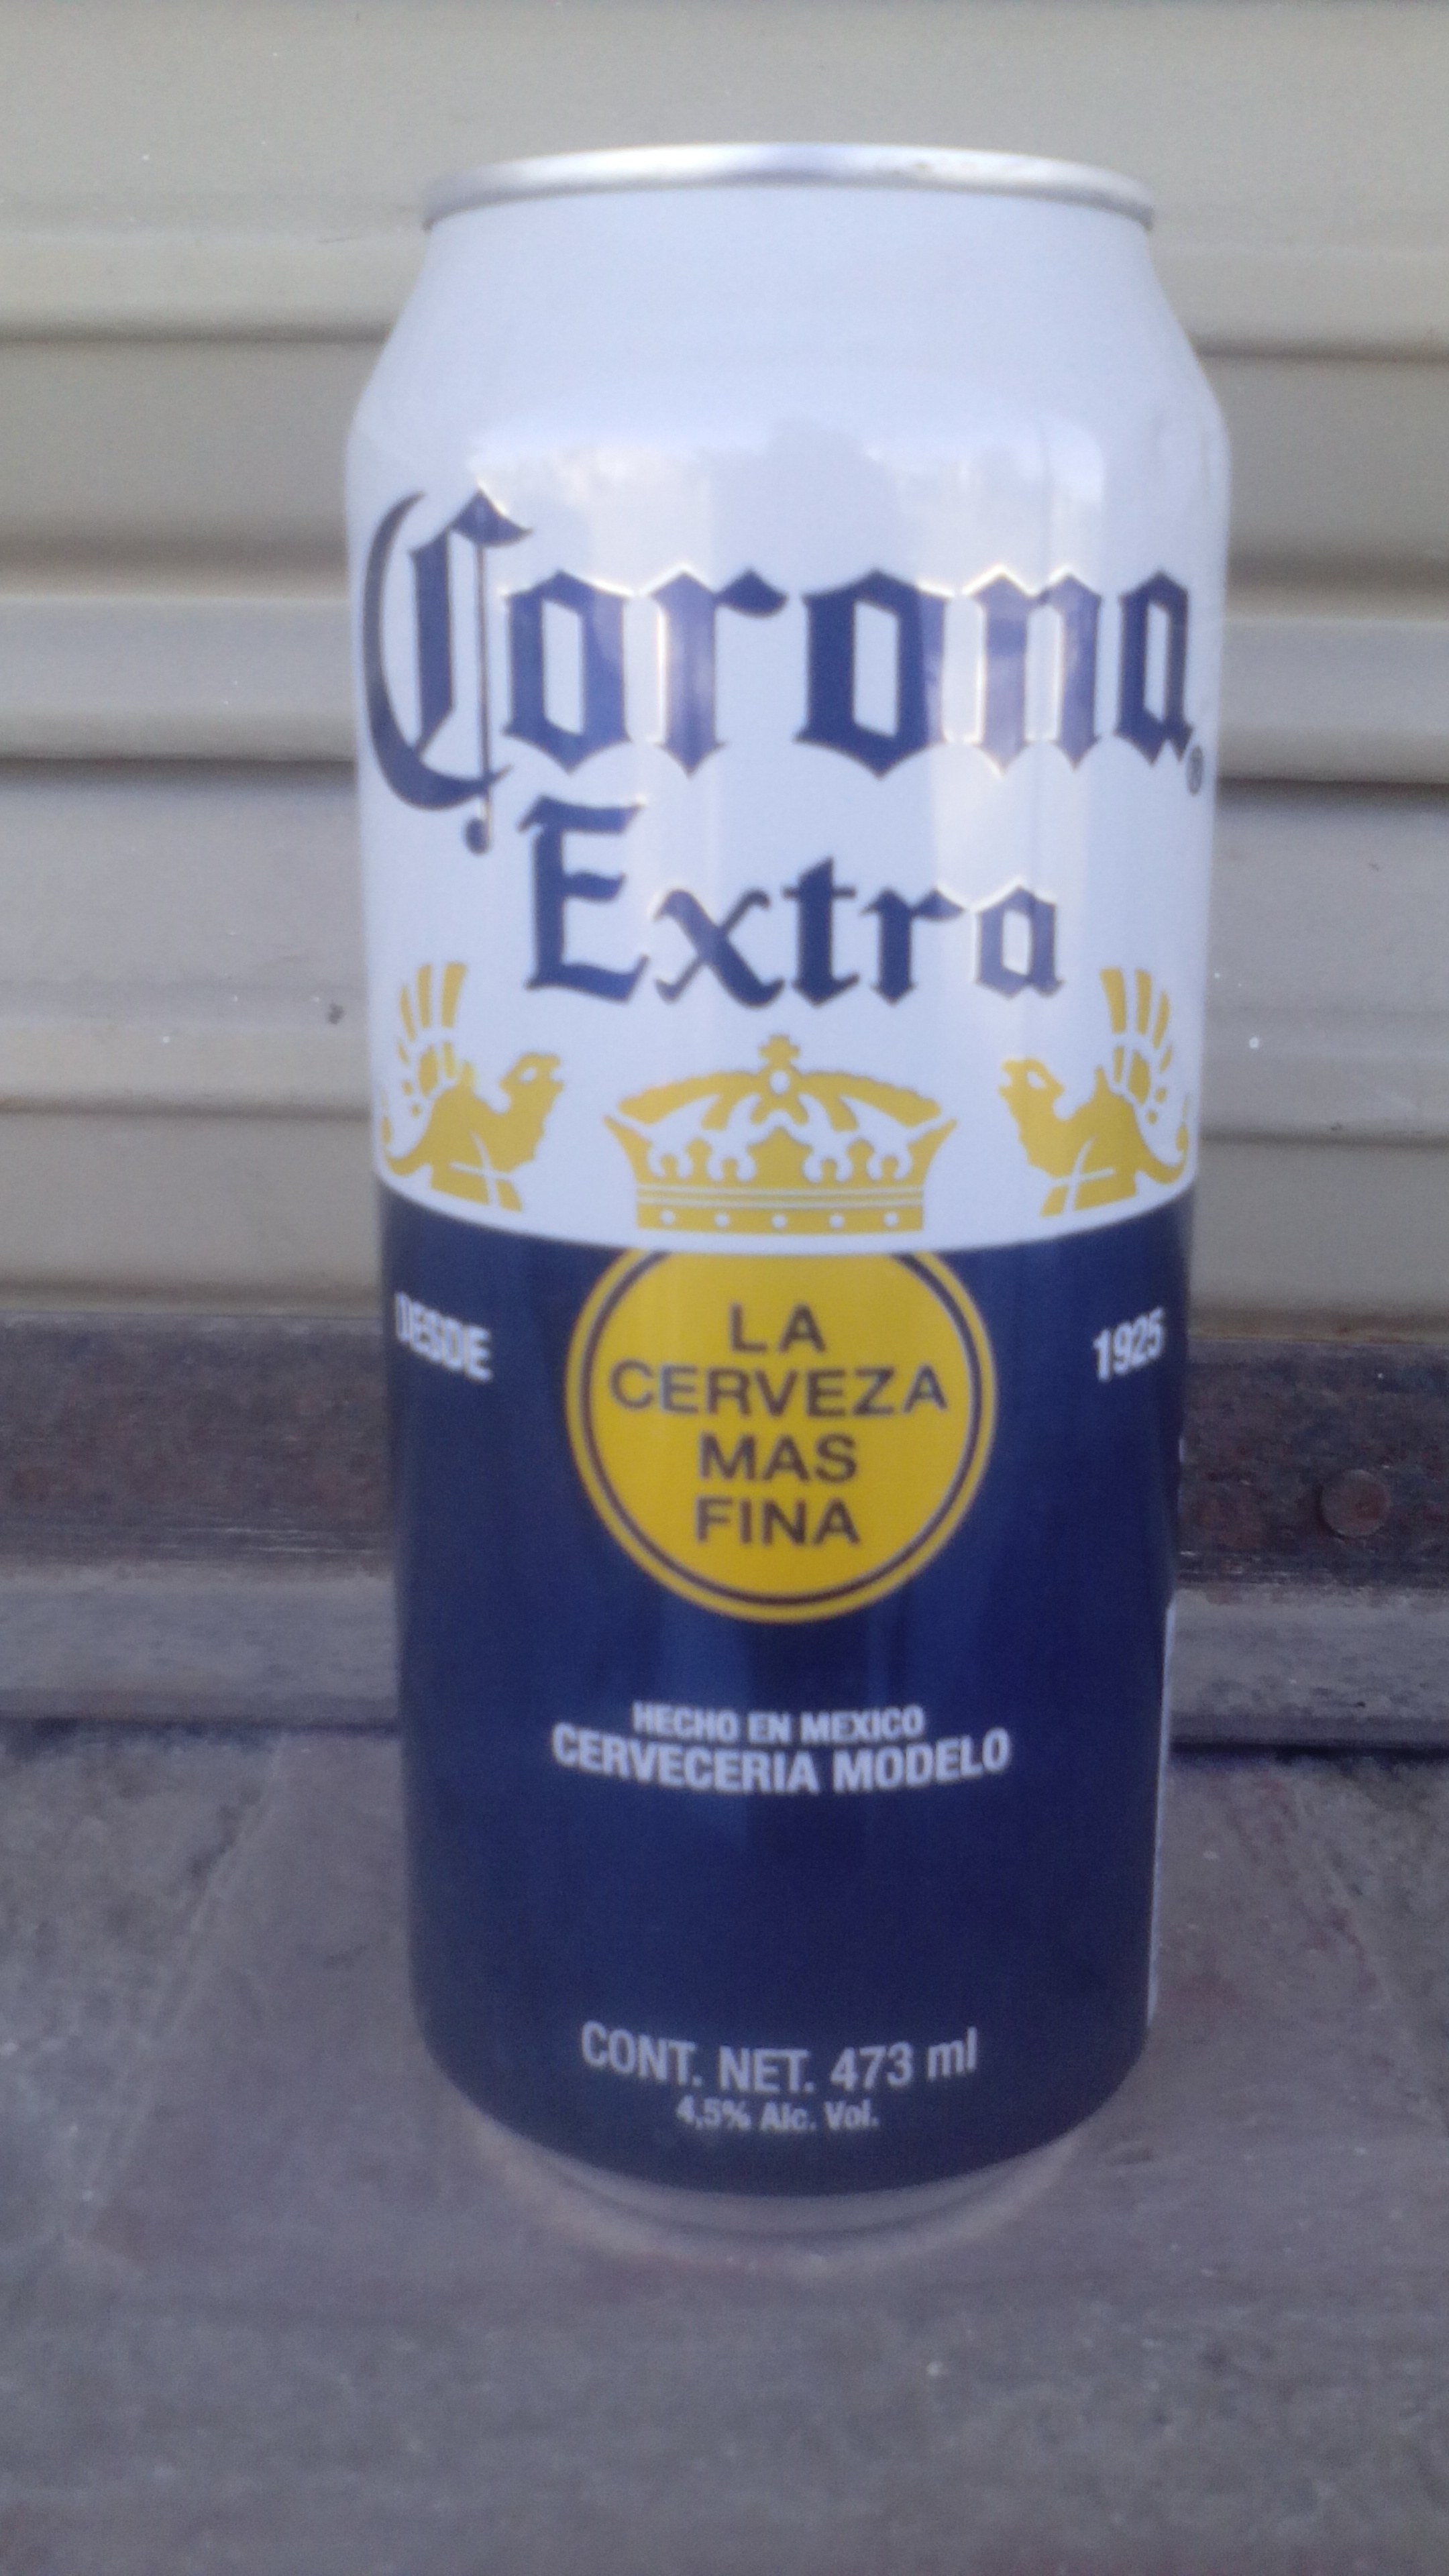 Corona®
Extra
DESDE 1925
LA
CERVEZA
MAS
FINA
HECHO EN MEXICO
CERVECERIA MODELO
CONT. NET. 473 ml
4,5% Alc. Vol.